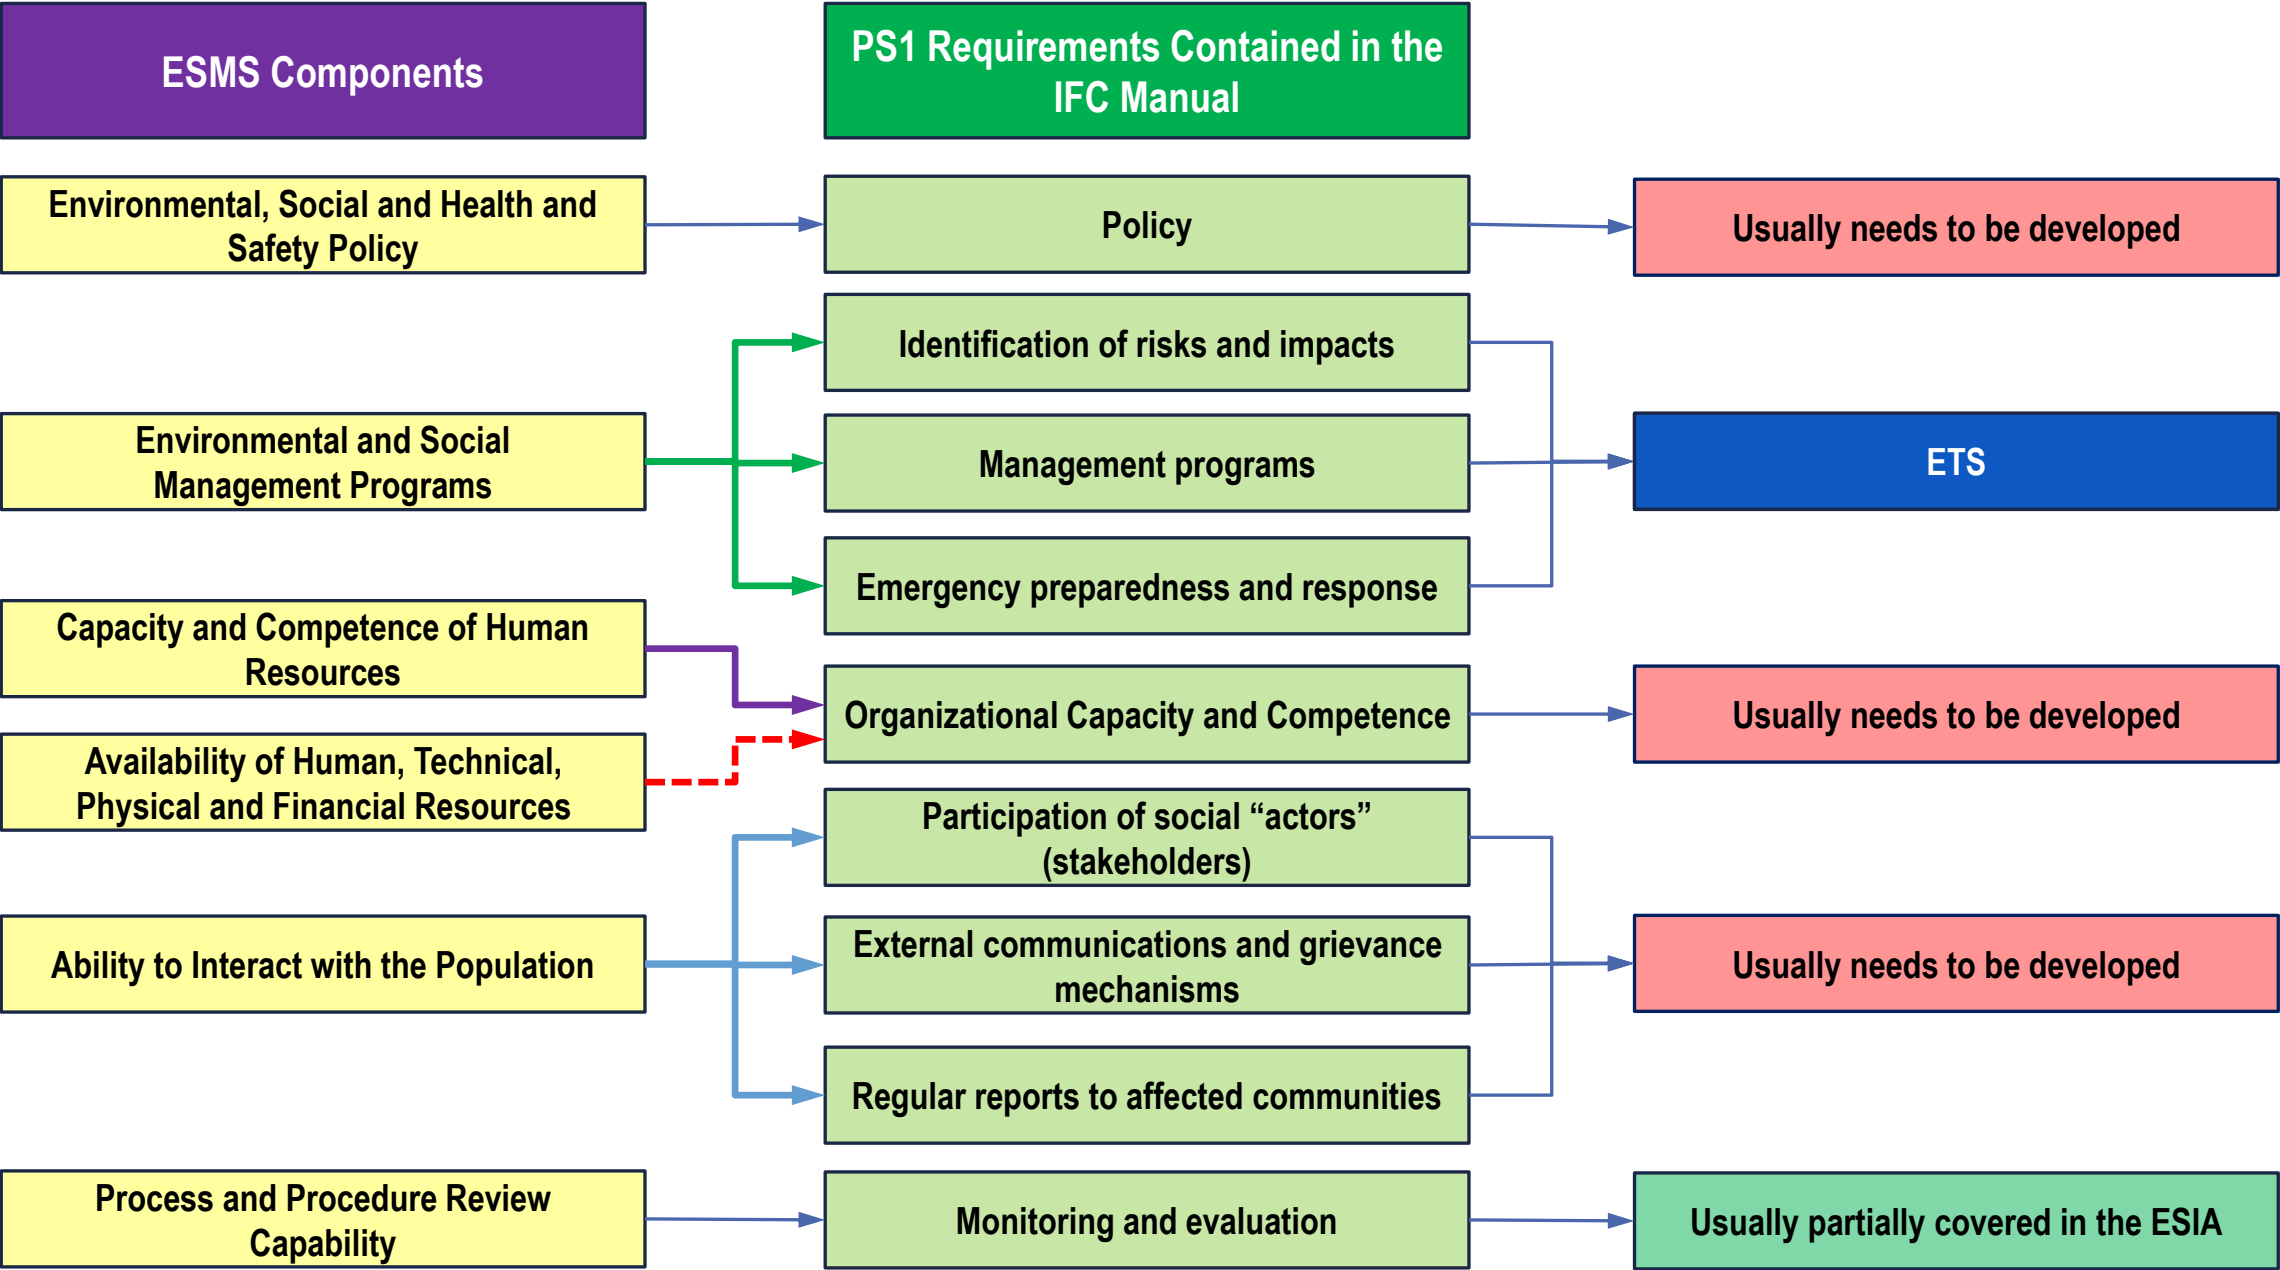 ESMS Components
PS1 Requirements Contained in the
IFC Manual
Environmental, Social and Health and
Safety Policy
Policy
Usually needs to be developed
Identification of risks and impacts
Environmental and Social
Management Programs
Management programs
ETS
Emergency preparedness and response
Capacity and Competence of Human
Resources
Organizational Capacity and Competence
Usually needs to be developed
Availability of Human, Technical,
Physical and Financial Resources
Participation of social “actors”
(stakeholders)
Ability to Interact with the Population
External communications and grievance
mechanisms
Usually needs to be developed
Regular reports to affected communities
Process and Procedure Review
Capability
Monitoring and evaluation
Usually partially covered in the ESIA